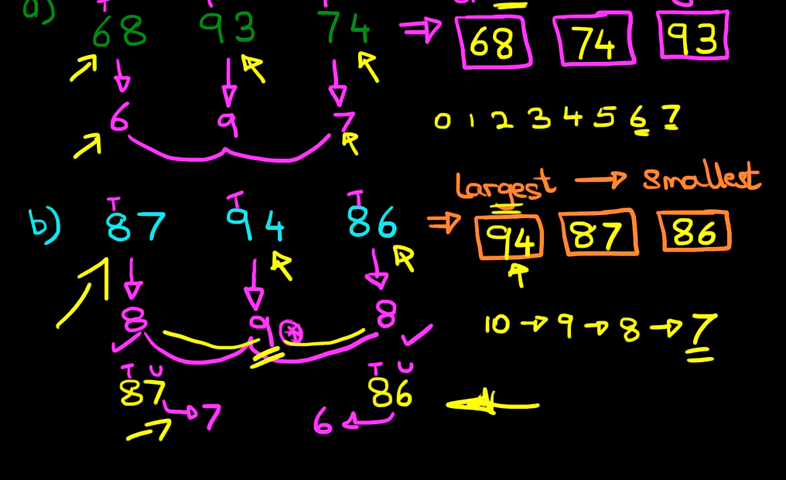 a) 68 93 74 ⇒ 68 74 93
6 9 7
0 1 2 3 4 5 6 7
largest → smallest
T T T
b) 87 94 86 ⇒ 94 87 86
8 9 * 8
10 → 9 → 8 → 7
T U T U
87 86
7 6